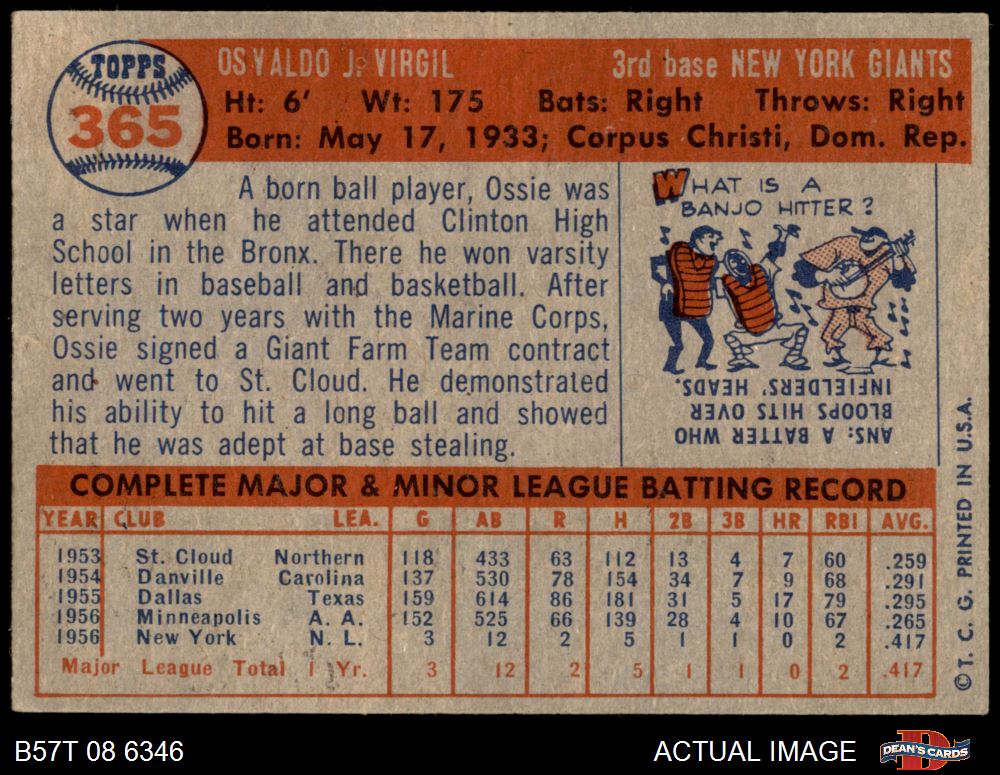 TOPPS
365
OSVALDO J. VIRGIL 3rd base NEW YORK GIANTS
Ht: 6' Wt: 175 Bats: Right Throws: Right
Born: May 17, 1933; Corpus Christi, Dom. Rep.
A born ball player, Ossie was
a star when he attended Clinton High
School in the Bronx. There he won varsity
letters in baseball and basketball. After
serving two years with the Marine Corps,
Ossie signed a Giant Farm Team contract
and went to St. Cloud. He demonstrated
his ability to hit a long ball and showed
that he was adept at base stealing.
WHAT IS A
BANJO HITTER?
ANS: A BATTER WHO
BLOOPS HITS OVER
INFIELDERS' HEADS.
COMPLETE MAJOR & MINOR LEAGUE BATTING RECORD
YEAR CLUB LEA. G AB R H 2B 3B HR RBI AVG.
1953 St. Cloud Northern 118 433 63 112 13 4 7 60 .259
1954 Danville Carolina 137 530 78 154 34 7 9 68 .291
1955 Dallas Texas 159 614 86 181 31 5 17 79 .295
1956 Minneapolis A. A. 152 525 66 139 28 4 10 67 .265
1956 New York N. L. 3 12 2 5 1 1 0 2 .417
Major League Total 1 Yr. 3 12 2 5 1 1 0 2 .417
©T. C. G. PRINTED IN U.S.A.
B57T 08 6346 ACTUAL IMAGE
D
DEAN'S CARDS